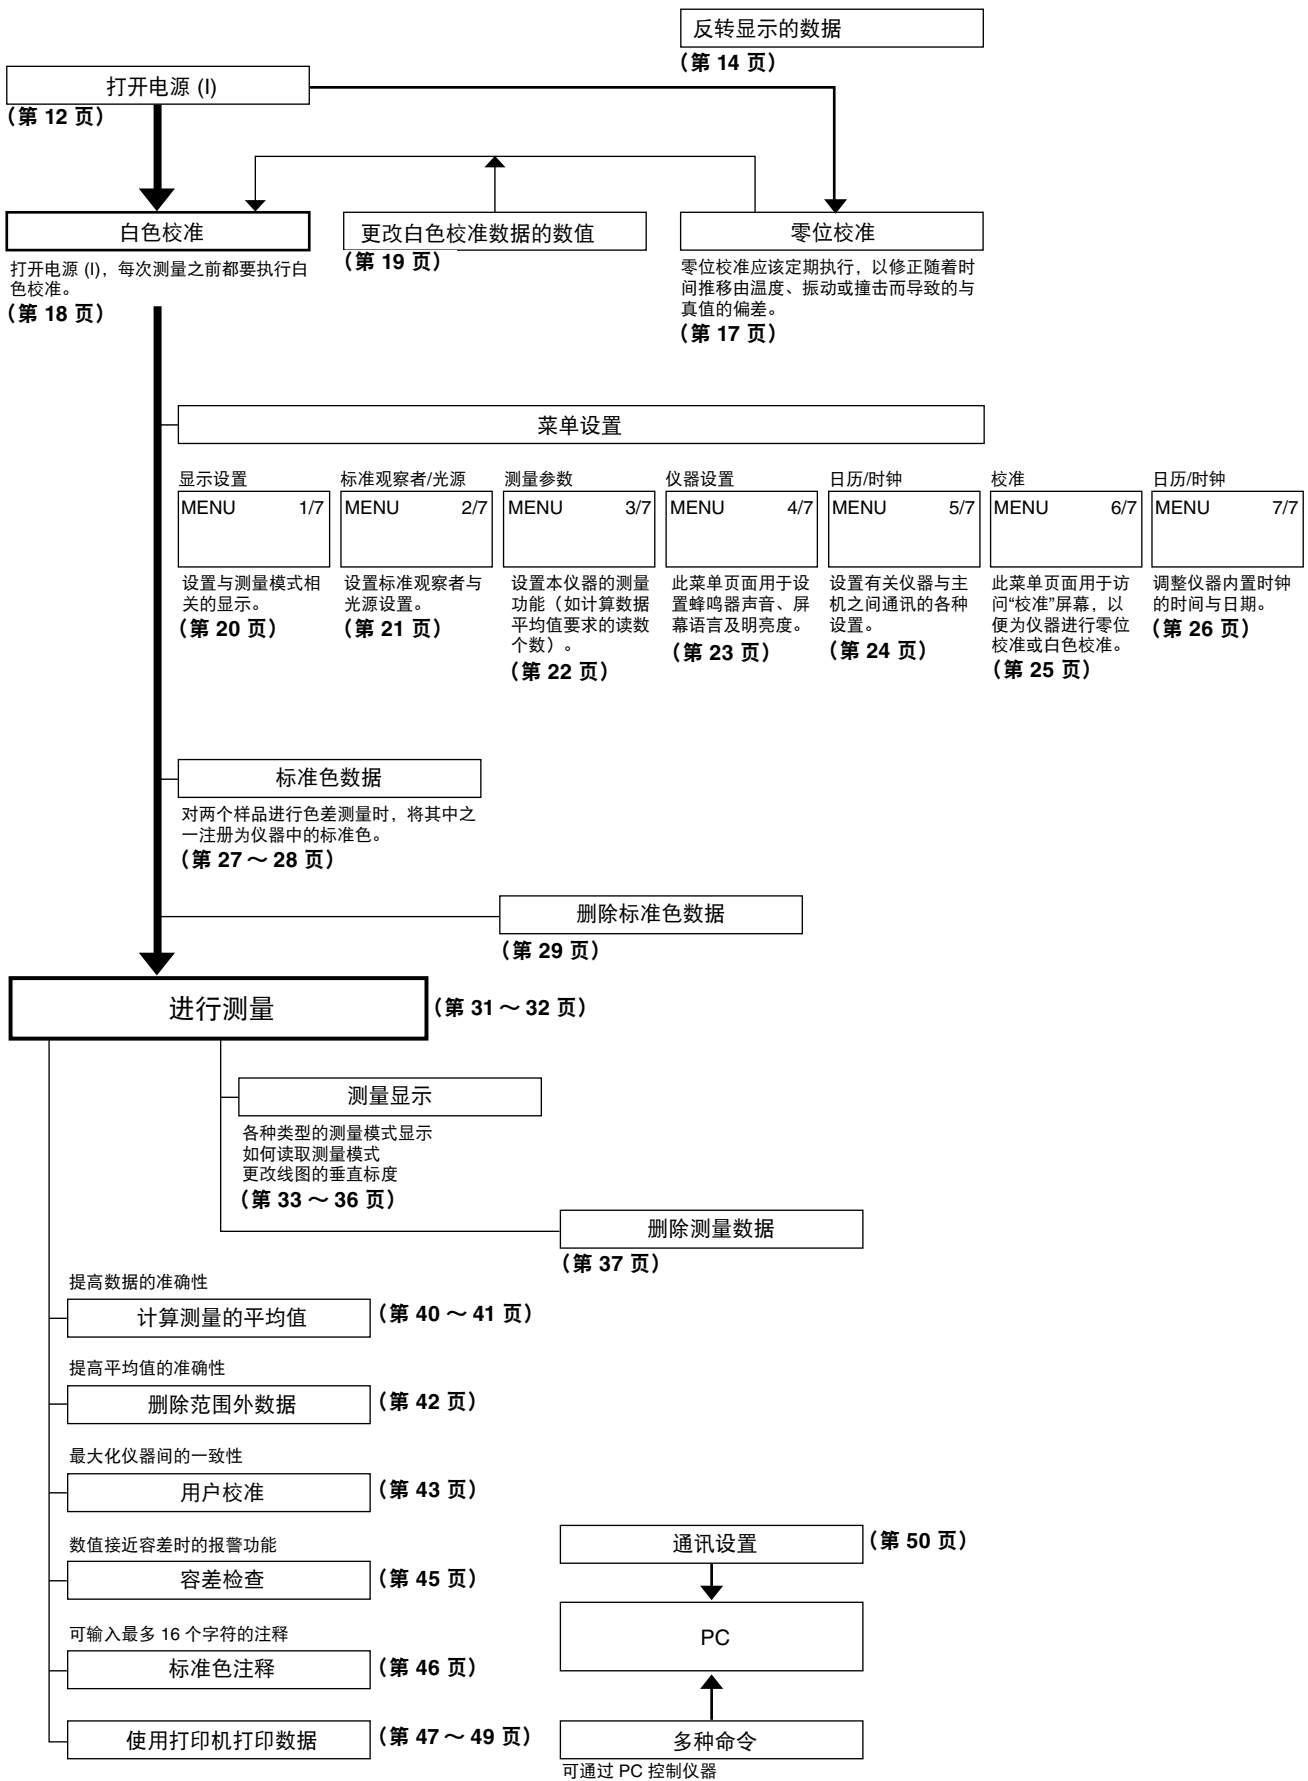 反转显示的数据
（第 14 页）
打开电源 (I)
（第 12 页）
白色校准
打开电源 (I)，每次测量之前都要执行白
色校准。
（第 18 页）
更改白色校准数据的数值
（第 19 页）
零位校准
零位校准应该定期执行，以修正随着时
间推移由温度、振动或撞击而导致的与
真值的偏差。
（第 17 页）
菜单设置
显示设置
MENU 1/7
设置与测量模式相
关的显示。
（第 20 页）
标准观察者/光源
MENU 2/7
设置标准观察者与
光源设置。
（第 21 页）
测量参数
MENU 3/7
设置本仪器的测量
功能（如计算数据
平均值要求的读数
个数）。
（第 22 页）
仪器设置
MENU 4/7
此菜单页面用于设
置蜂鸣器声音、屏
幕语言及明亮度。
（第 23 页）
日历/时钟
MENU 5/7
设置有关仪器与主
机之间通讯的各种
设置。
（第 24 页）
校准
MENU 6/7
此菜单页面用于访
问“校准”屏幕，以
便为仪器进行零位
校准或白色校准。
（第 25 页）
日历/时钟
MENU 7/7
调整仪器内置时钟
的时间与日期。
（第 26 页）
标准色数据
对两个样品进行色差测量时，将其中之
一注册为仪器中的标准色。
（第 27～28 页）
删除标准色数据
（第 29 页）
进行测量
（第 31～32 页）
测量显示
各种类型的测量模式显示
如何读取测量模式
更改线图的垂直标度
（第 33～36 页）
删除测量数据
（第 37 页）
提高数据的准确性
计算测量的平均值
（第 40～41 页）
提高平均值的准确性
删除范围外数据
（第 42 页）
最大化仪器间的一致性
用户校准
（第 43 页）
数值接近容差时的报警功能
容差检查
（第 45 页）
可输入最多 16 个字符的注释
标准色注释
（第 46 页）
使用打印机打印数据
（第 47～49 页）
通讯设置
（第 50 页）
PC
多种命令
可通过 PC 控制仪器